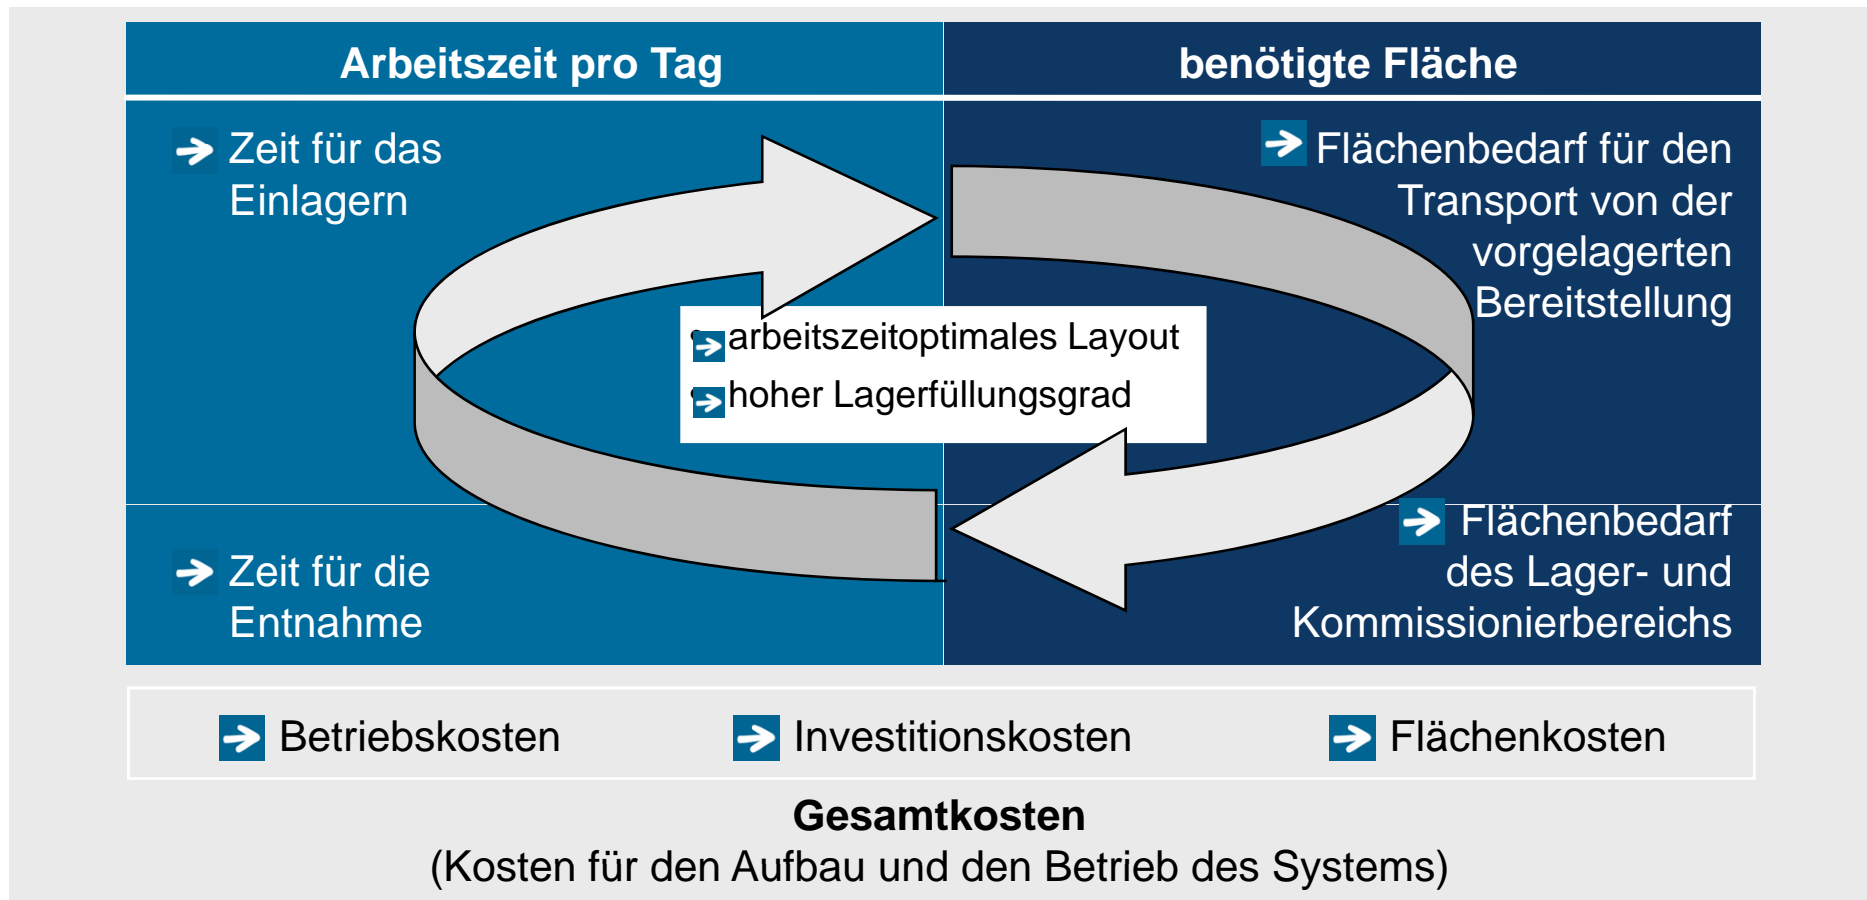 Arbeitszeit pro Tag
benötigte Fläche
Zeit für das
Einlagern
Flächenbedarf für den
Transport von der
vorgelagerten
Bereitstellung
• arbeitszeitoptimales Layout
• hoher Lagerfüllungsgrad
Zeit für die
Entnahme
Flächenbedarf
des Lager- und
Kommissionierbereichs
Betriebskosten
Investitionskosten
Flächenkosten
Gesamtkosten
(Kosten für den Aufbau und den Betrieb des Systems)